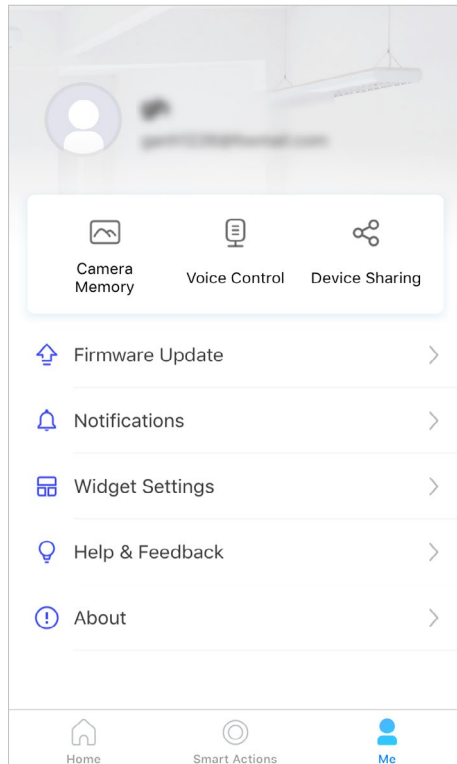 Camera
Memory
Voice Control
Device Sharing
Firmware Update
Notifications
Widget Settings
Help & Feedback
About
Home
Smart Actions
Me